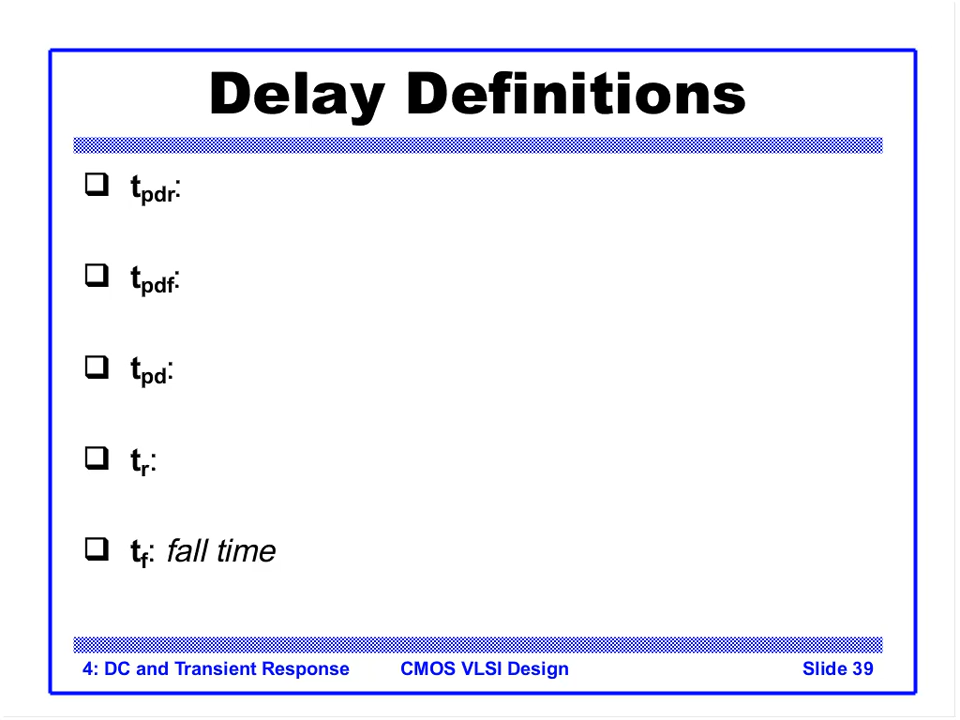 Delay Definitions
❑ tpdr:
❑ tpdf:
❑ tpd:
❑ tr:
❑ tf: fall time
4: DC and Transient Response CMOS VLSI Design Slide 39